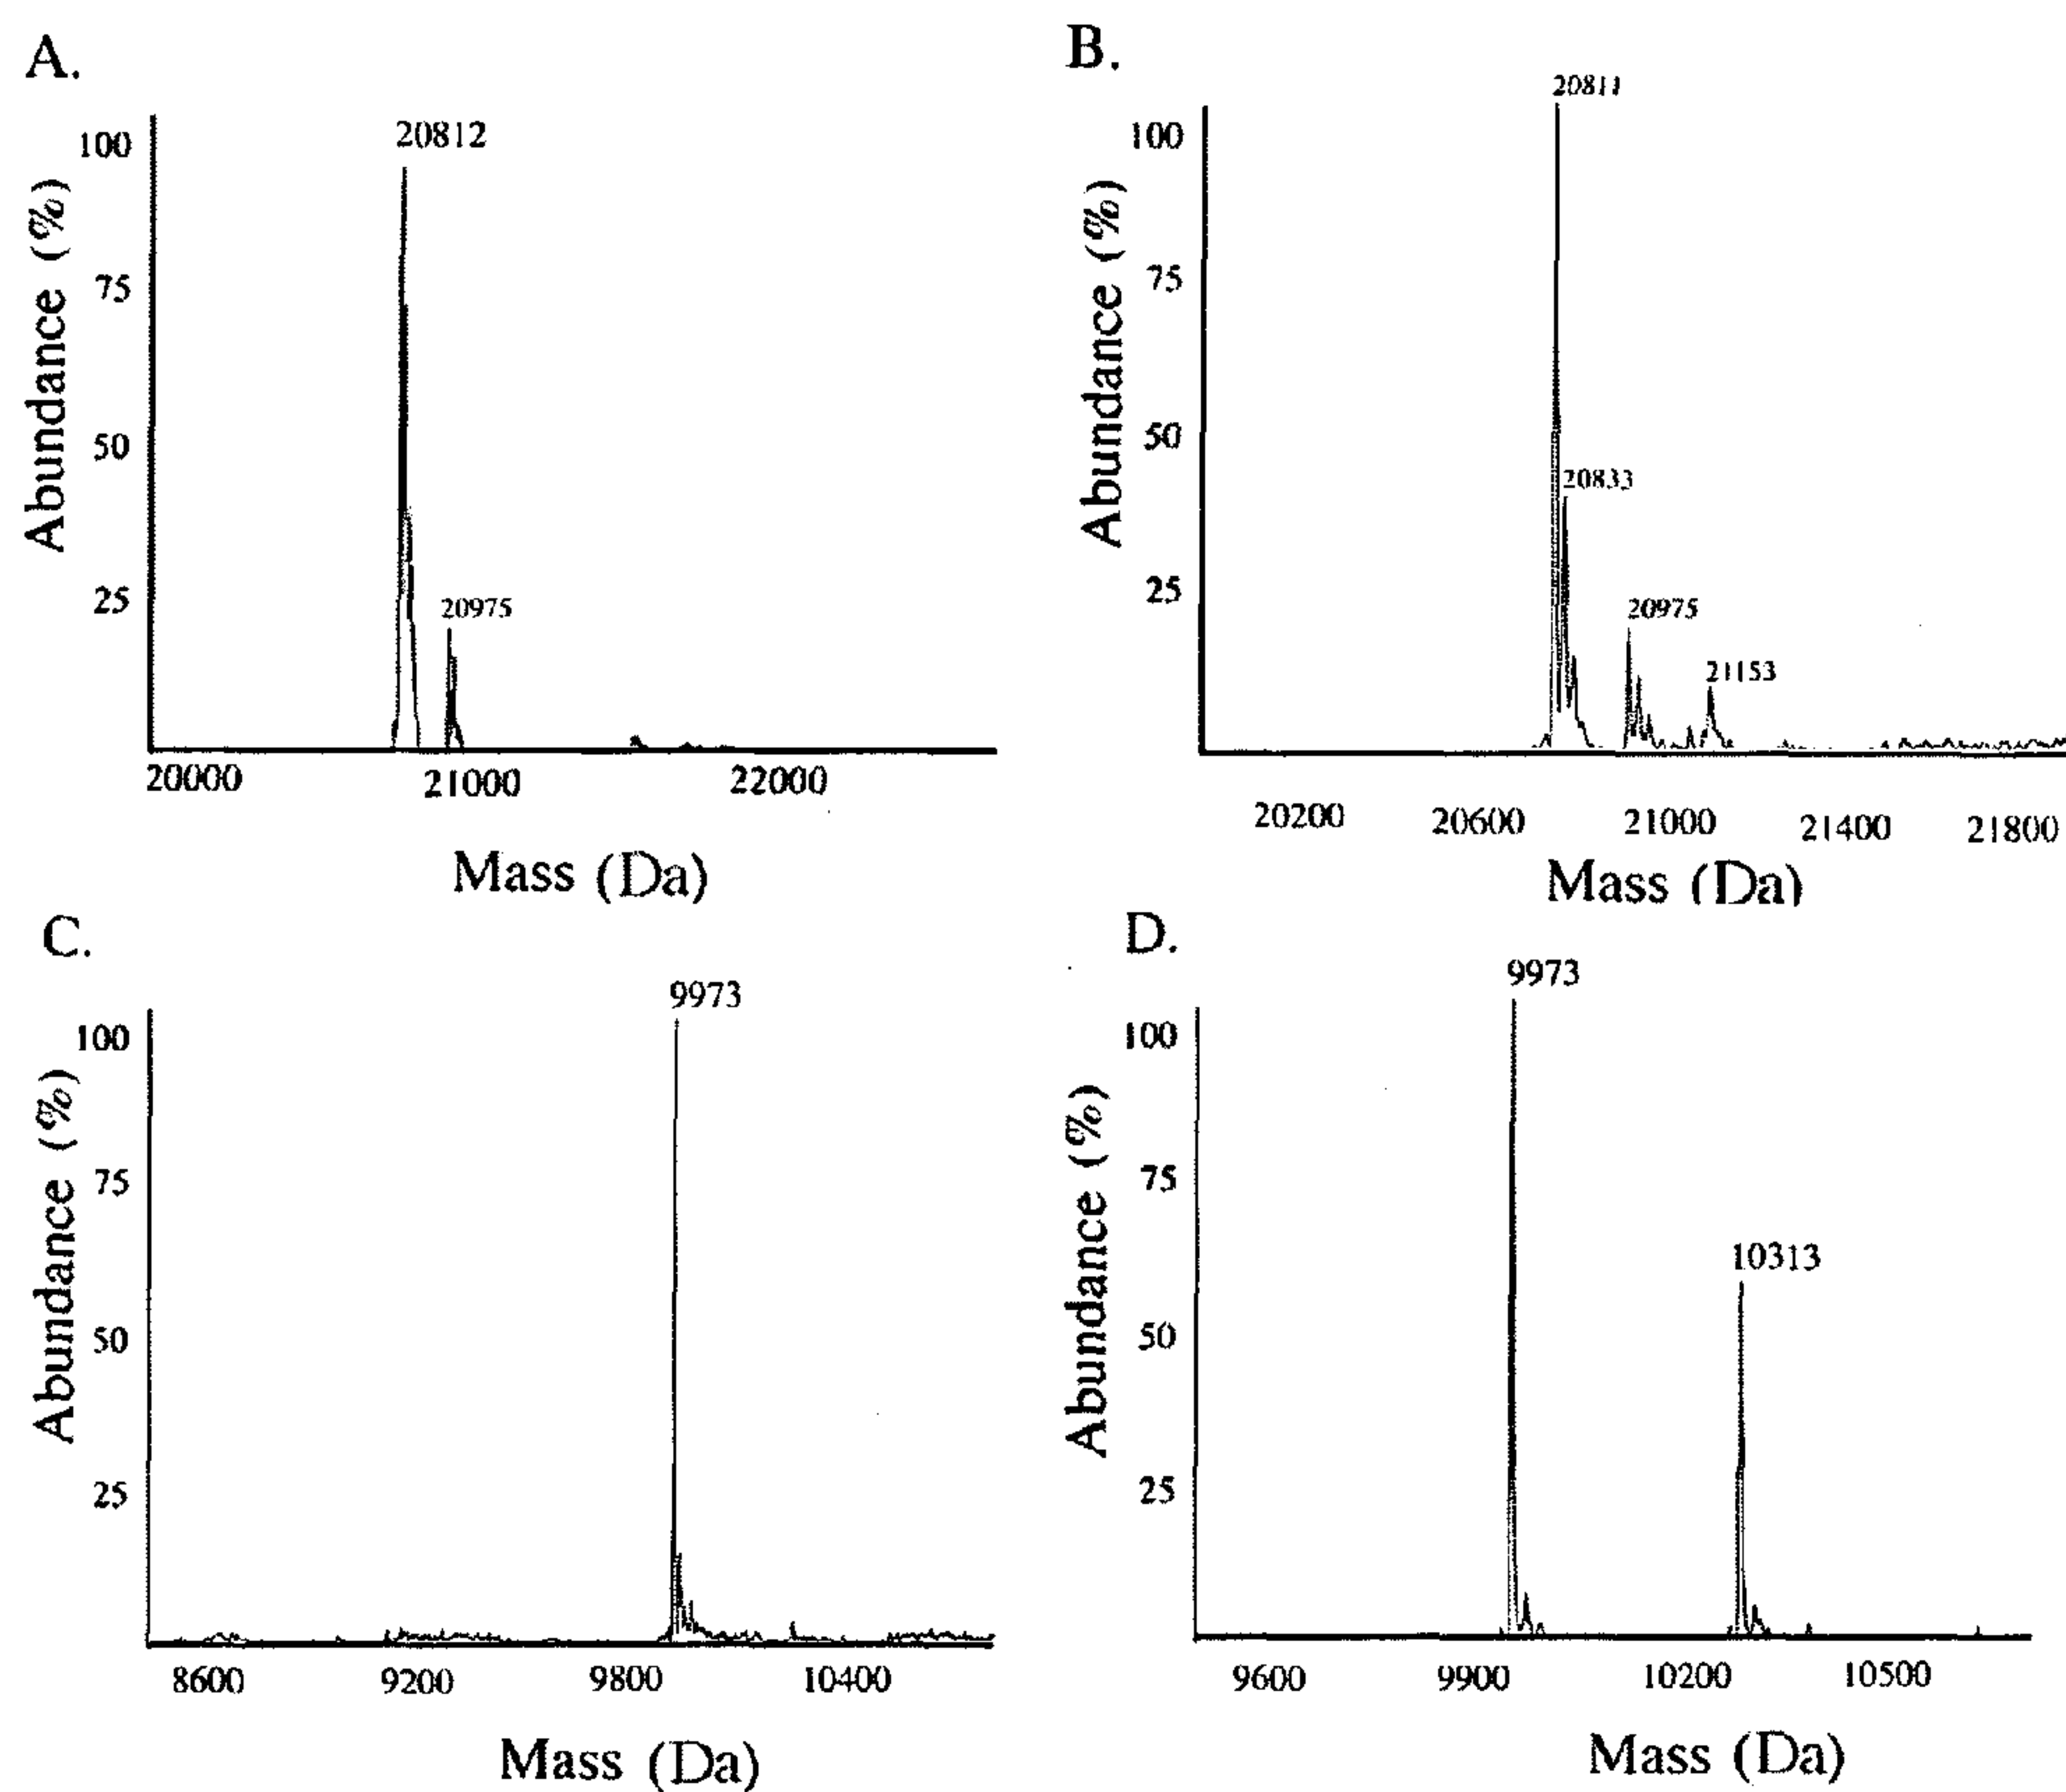 A.
20812
100
75
50
25
20975
Abundance (%)
20000 21000 22000
Mass (Da)
B.
20811
100
75
50
25
20833
20975
21153
Abundance (%)
20200 20600 21000 21400 21800
Mass (Da)
C.
9973
100
75
50
25
Abundance (%)
8600 9200 9800 10400
Mass (Da)
D.
9973
100
75
50
25
10313
Abundance (%)
9600 9900 10200 10500
Mass (Da)